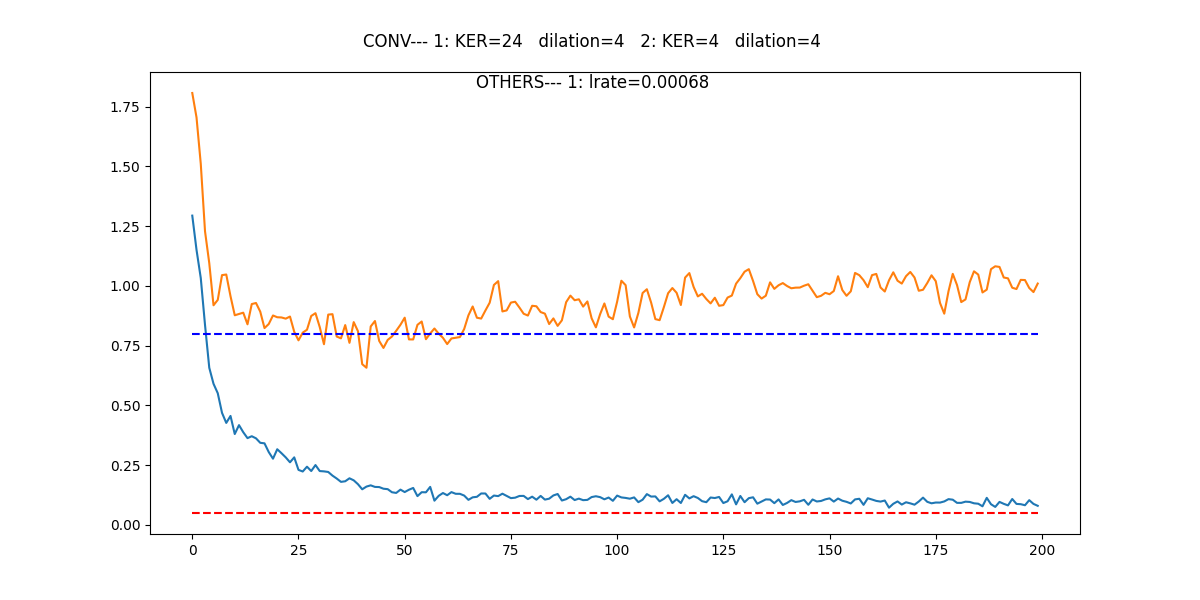 CONV--- 1: KER=24   dilation=4   2: KER=4   dilation=4
OTHERS--- 1: lrate=0.00068
1.75
1.50
1.25
1.00
0.75
0.50
0.25
0.00
0 25 50 75 100 125 150 175 200